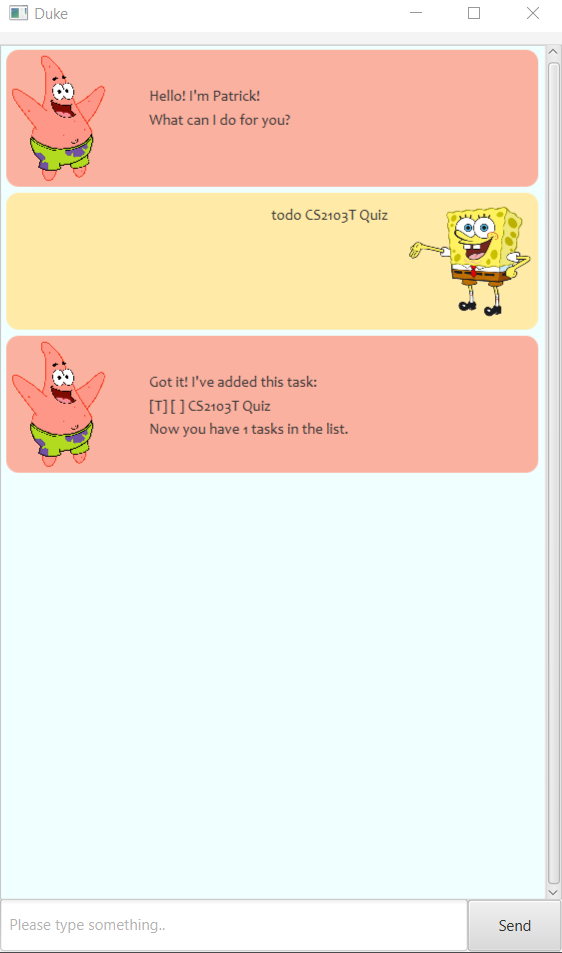 Duke
Hello! I'm Patrick!
What can I do for you?
todo CS2103T Quiz
Got it! I've added this task:
[T][ ] CS2103T Quiz
Now you have 1 tasks in the list.
Please type something..
Send